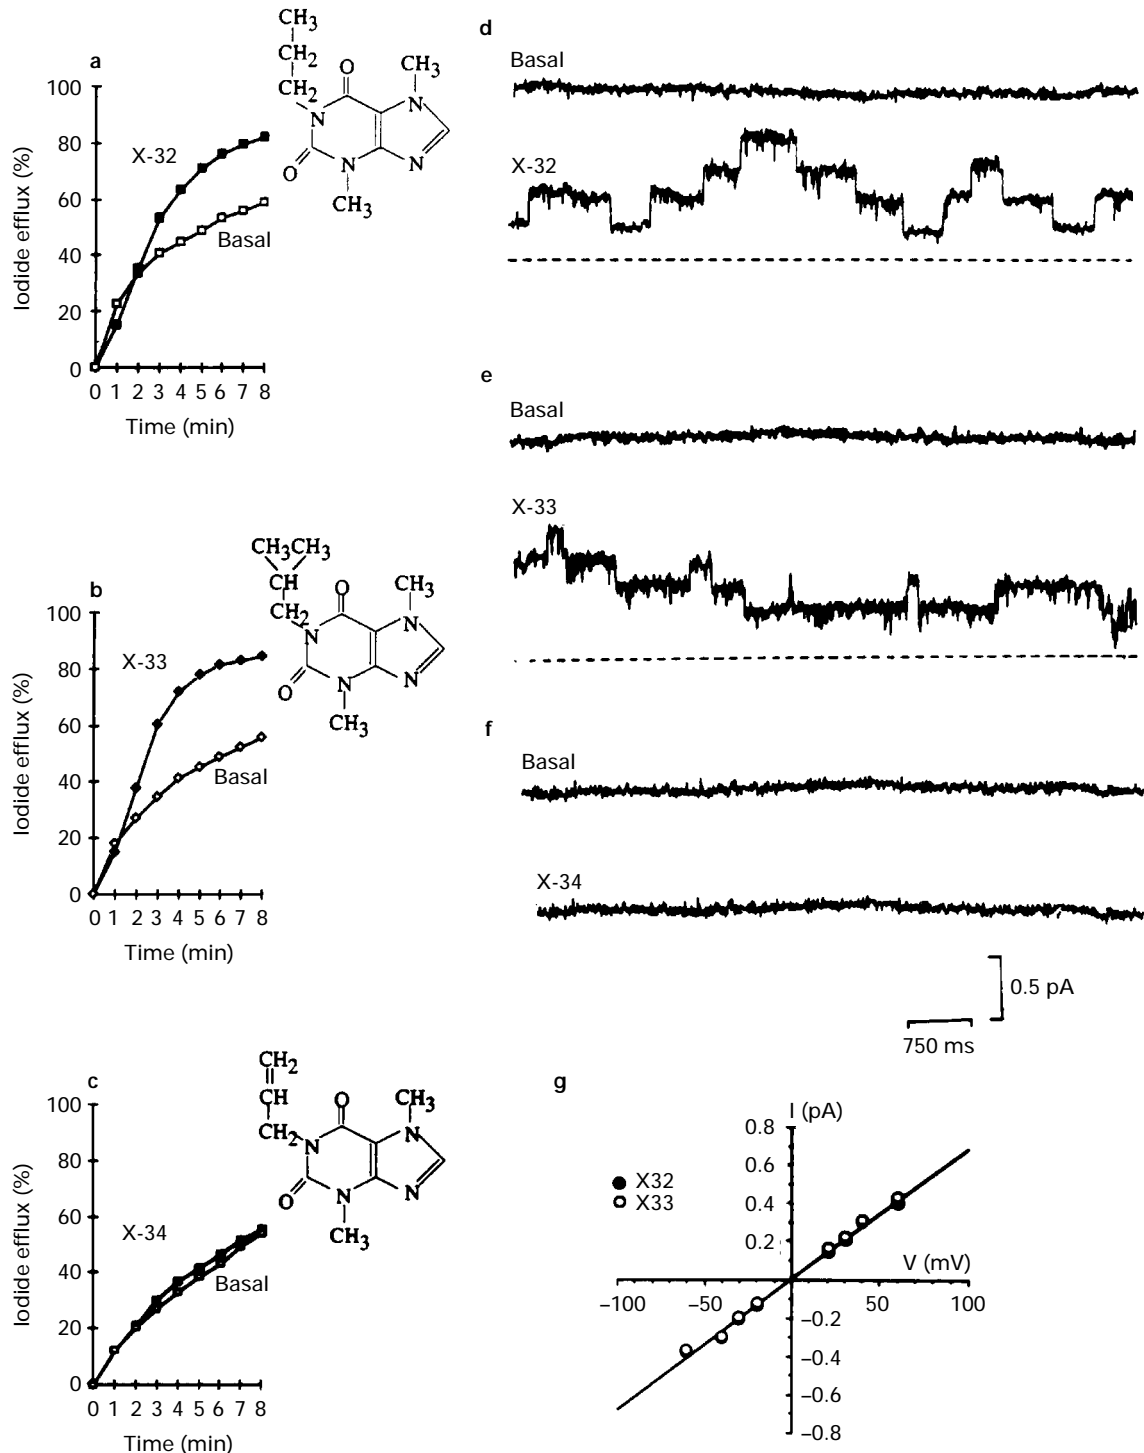 a
CH3
CH2
CH2
O
CH3
N
N
O
N
N
CH3
100
80
60
40
20
0
Iodide efflux (%)
X-32
Basal
0 1 2 3 4 5 6 7 8
Time (min)
b
CH3CH3
CH
CH2
O
CH3
N
N
O
N
N
CH3
100
80
60
40
20
0
Iodide efflux (%)
X-33
Basal
0 1 2 3 4 5 6 7 8
Time (min)
c
CH2
CH
CH2
O
CH3
N
N
O
N
N
CH3
100
80
60
40
20
0
Iodide efflux (%)
X-34
Basal
0 1 2 3 4 5 6 7 8
Time (min)
d
Basal
X-32
e
Basal
X-33
f
Basal
X-34
0.5 pA
750 ms
g
I (pA)
0.8
0.6
0.4
0.2
X32
X33
V (mV)
–100 –50 50 100
–0.2
–0.4
–0.6
–0.8